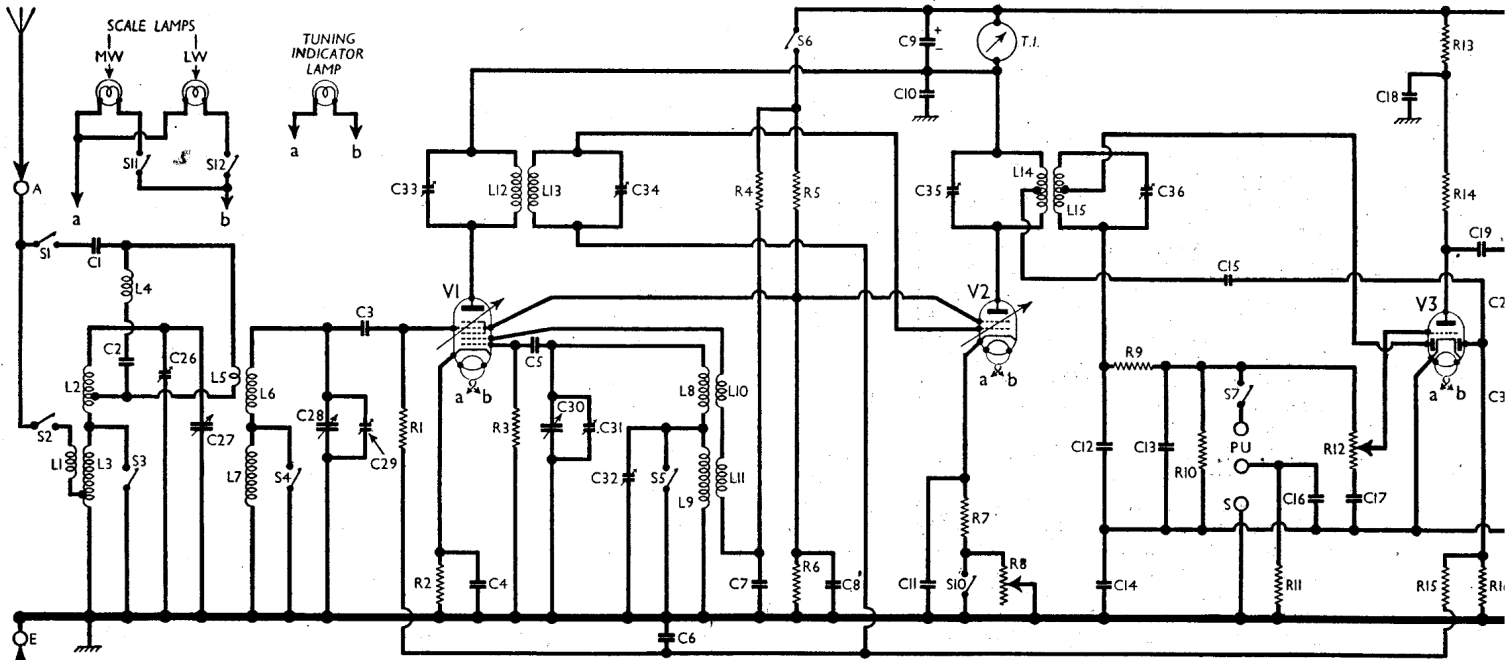 SCALE LAMPS
MW LW
TUNING
INDICATOR
LAMP
S11 S12
a b
a b
A
S6
C9 + −
T.I.
C10
R13
C18
C33 L12 L13 C34
R4 R5
C35 L14 L15 C36
R14
C19
S1 C1
L4
C2
C26
L5
L2
L6
C27
S2
L1 L3 S3
L7 S4
C28
C29
C3
R1
V1
a b
C5
R3
C30
C31
L8 L10
C32 S5
L9 L11
R2 C4
C6
C7
R6 C8
V2
a b
C11
R7
S10 R8
C15
R9
C12
C13
R10
S7
PU
S
C16
R12
C17
C14
R11
V3
a b
R15
E